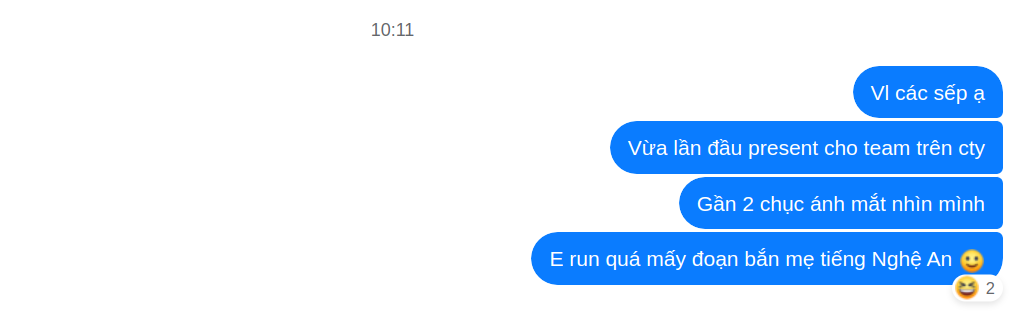 10:11
Vl các sếp ạ
Vừa lần đầu present cho team trên cty
Gần 2 chục ánh mắt nhìn mình
E run quá mấy đoạn bắn mẹ tiếng Nghệ An 🙂
😆 2